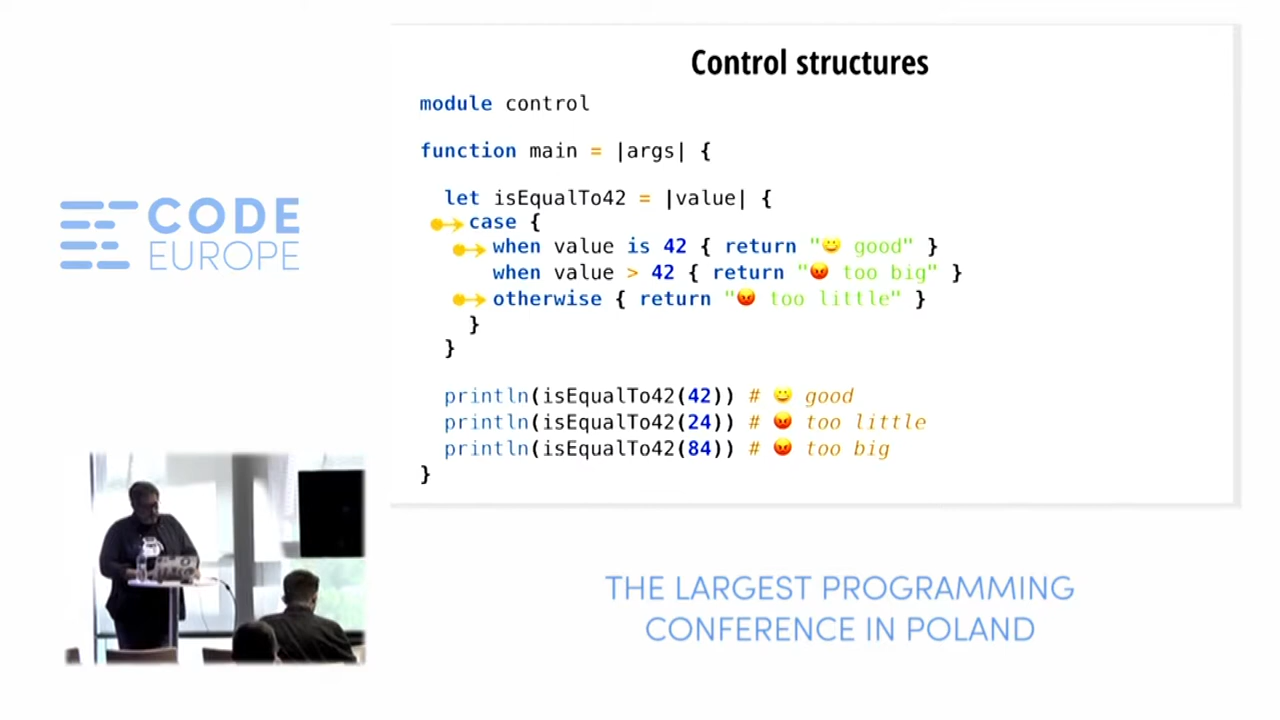 CODE
EUROPE
Control structures
module control
function main = |args| {
let isEqualTo42 = |value| {
case {
when value is 42 { return "😀 good" }
when value > 42 { return "😡 too big" }
otherwise { return "😡 too little" }
}
}
println(isEqualTo42(42)) # 😀 good
println(isEqualTo42(24)) # 😡 too little
println(isEqualTo42(84)) # 😡 too big
}
THE LARGEST PROGRAMMING
CONFERENCE IN POLAND